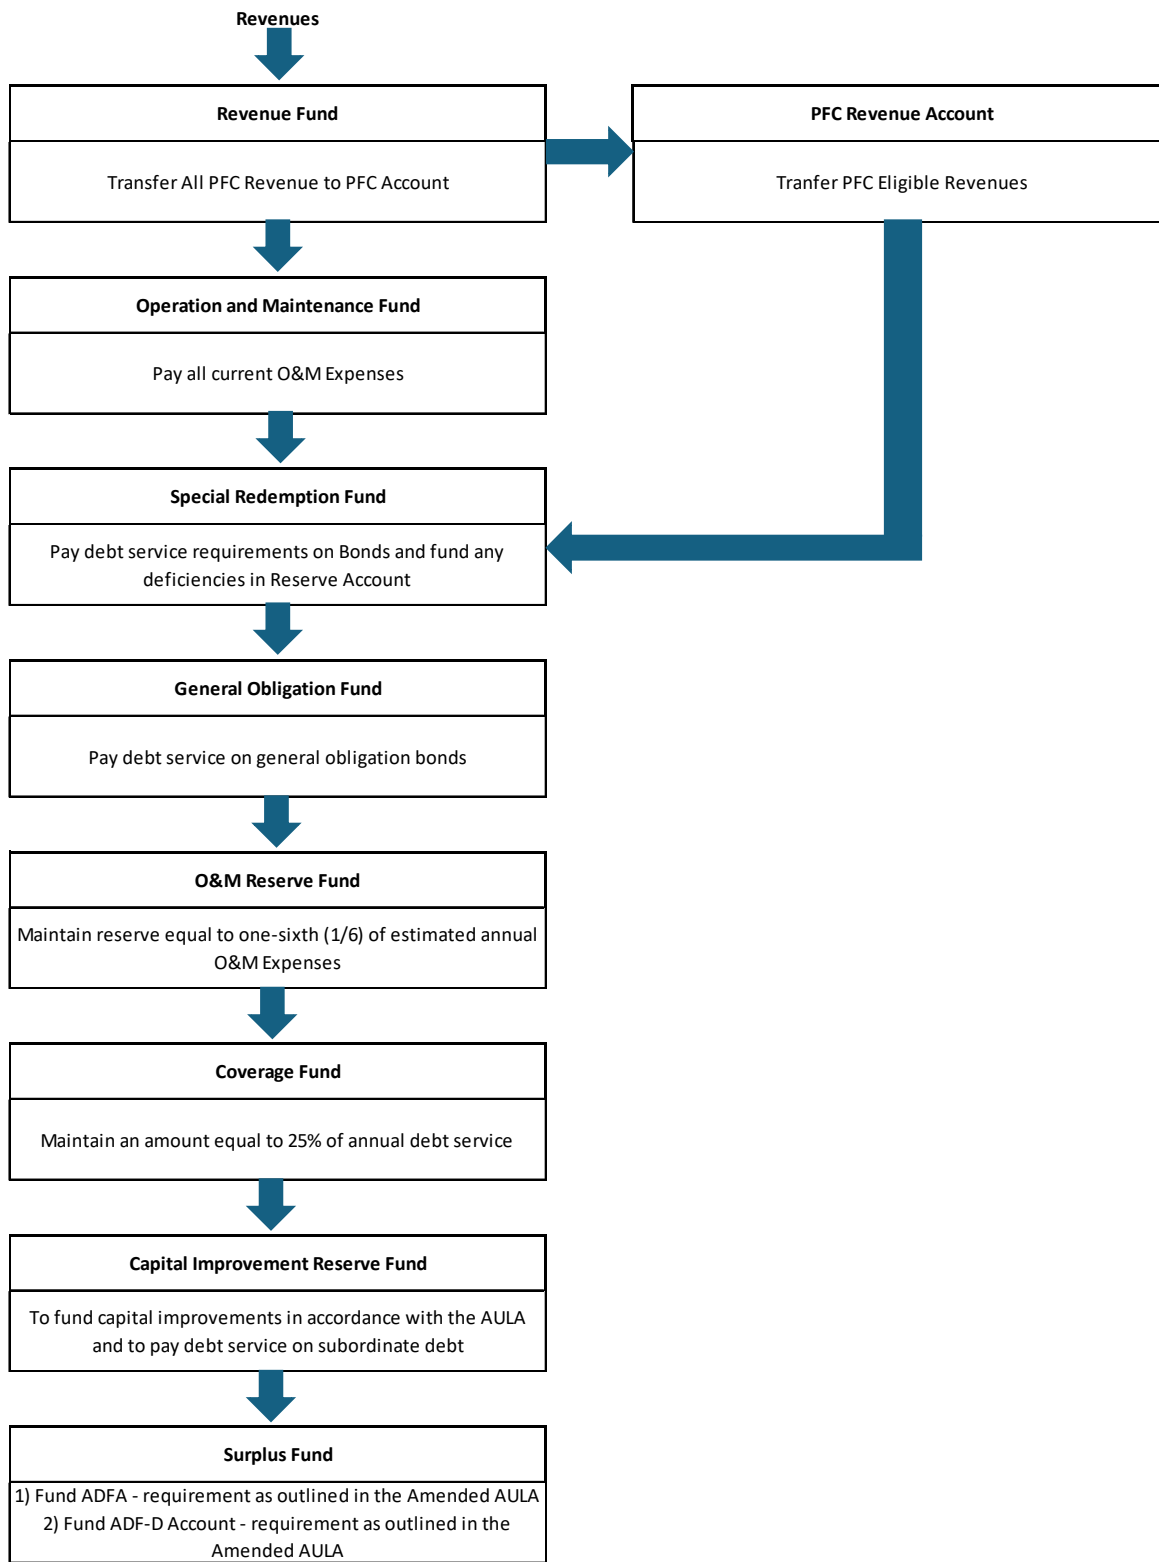 Revenues
Revenue Fund
PFC Revenue Account
Transfer All PFC Revenue to PFC Account
Tranfer PFC Eligible Revenues
Operation and Maintenance Fund
Pay all current O&M Expenses
Special Redemption Fund
Pay debt service requirements on Bonds and fund any
deficiencies in Reserve Account
General Obligation Fund
Pay debt service on general obligation bonds
O&M Reserve Fund
Maintain reserve equal to one-sixth (1/6) of estimated annual
O&M Expenses
Coverage Fund
Maintain an amount equal to 25% of annual debt service
Capital Improvement Reserve Fund
To fund capital improvements in accordance with the AULA
and to pay debt service on subordinate debt
Surplus Fund
1) Fund ADFA - requirement as outlined in the Amended AULA
2) Fund ADF-D Account - requirement as outlined in the
Amended AULA